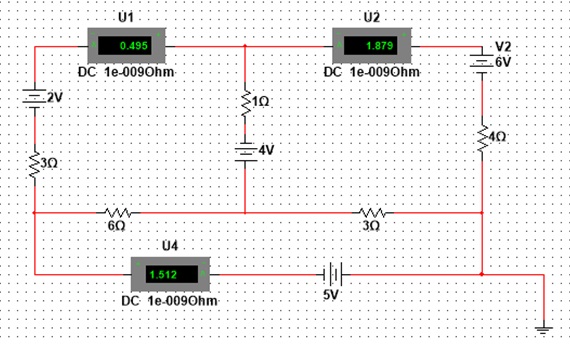 U1
0.495
DC 1e-009Ohm
U2
1.879
DC 1e-009Ohm
V2
6V
2V
1Ω
4V
4Ω
3Ω
6Ω
3Ω
U4
1.512
DC 1e-009Ohm
5V